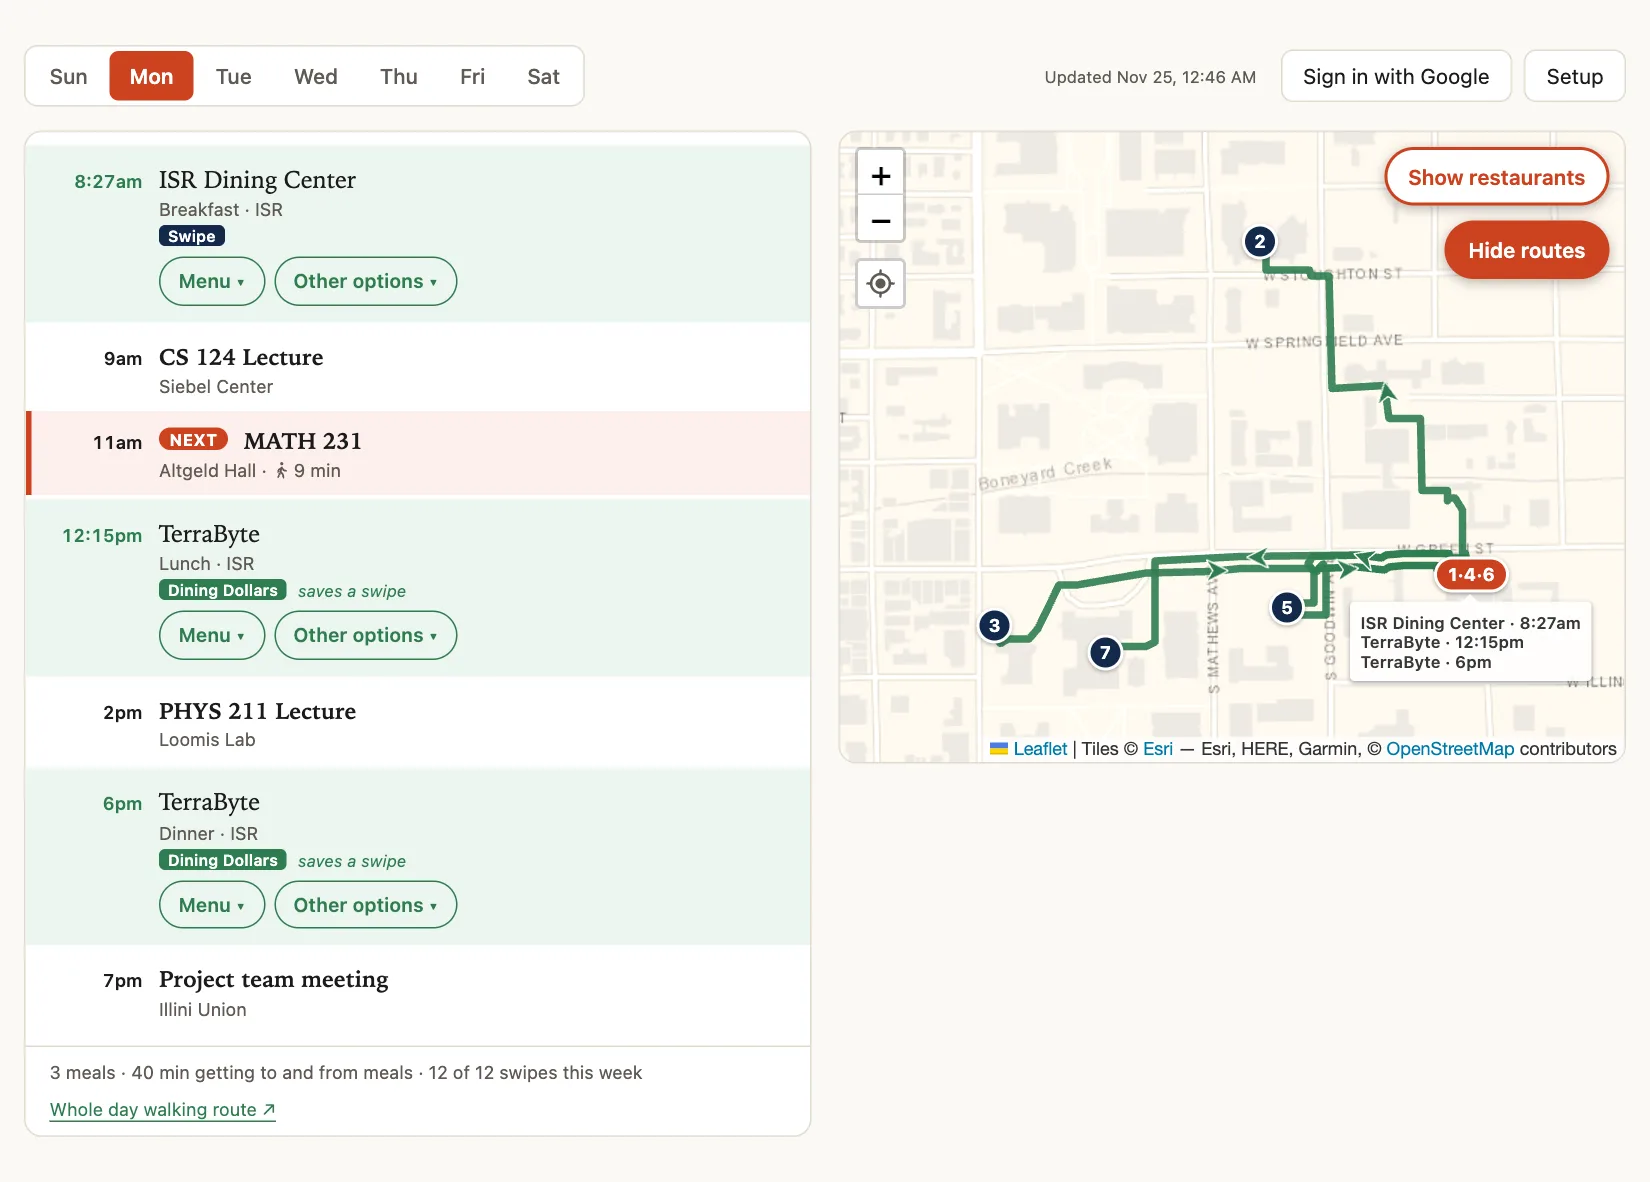 Sun Mon Tue Wed Thu Fri Sat
Updated Nov 25, 12:46 AM
Sign in with Google
Setup
8:27am ISR Dining Center
Breakfast · ISR
Swipe
Menu ▾ Other options ▾
9am CS 124 Lecture
Siebel Center
11am NEXT MATH 231
Altgeld Hall · 9 min
12:15pm TerraByte
Lunch · ISR
Dining Dollars saves a swipe
Menu ▾ Other options ▾
2pm PHYS 211 Lecture
Loomis Lab
6pm TerraByte
Dinner · ISR
Dining Dollars saves a swipe
Menu ▾ Other options ▾
7pm Project team meeting
Illini Union
3 meals · 40 min getting to and from meals · 12 of 12 swipes this week
Whole day walking route ↗
+
−
Show restaurants
Hide routes
2
W SPRINGFIELD AVE
Boneyard Creek
W GREEN ST
1·4·6
5
3
7
S MATHEWS AV
S GOODWIN
ISR Dining Center · 8:27am
TerraByte · 12:15pm
TerraByte · 6pm
Leaflet | Tiles © Esri — Esri, HERE, Garmin, © OpenStreetMap contributors